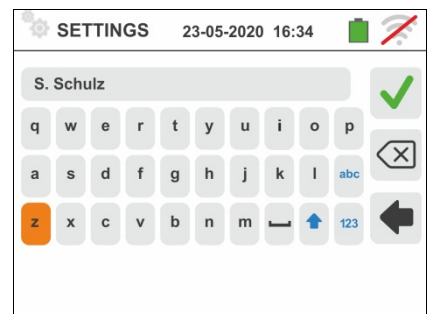 SETTINGS 23-05-2020 16:34
S. Schulz
q w e r t y u i o p
a s d f g h j k l abc
z x c v b n m 123